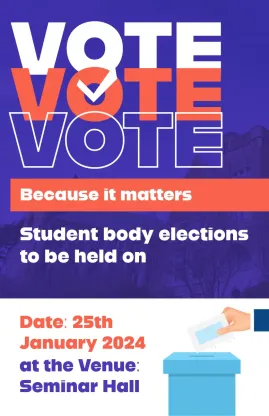 VOTE
VOTE
VOTE
Because it matters
Student body elections
to be held on
Date: 25th
January 2024
at the Venue:
Seminar Hall